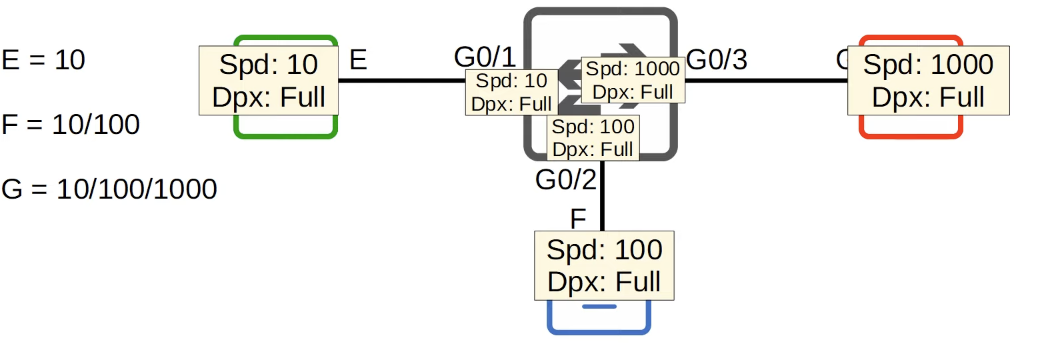 E = 10
F = 10/100
G = 10/100/1000
Spd: 10
Dpx: Full
E
G0/1
Spd: 10
Dpx: Full
Spd: 1000
Dpx: Full
Spd: 100
Dpx: Full
G0/3
Spd: 1000
Dpx: Full
G0/2
F
Spd: 100
Dpx: Full